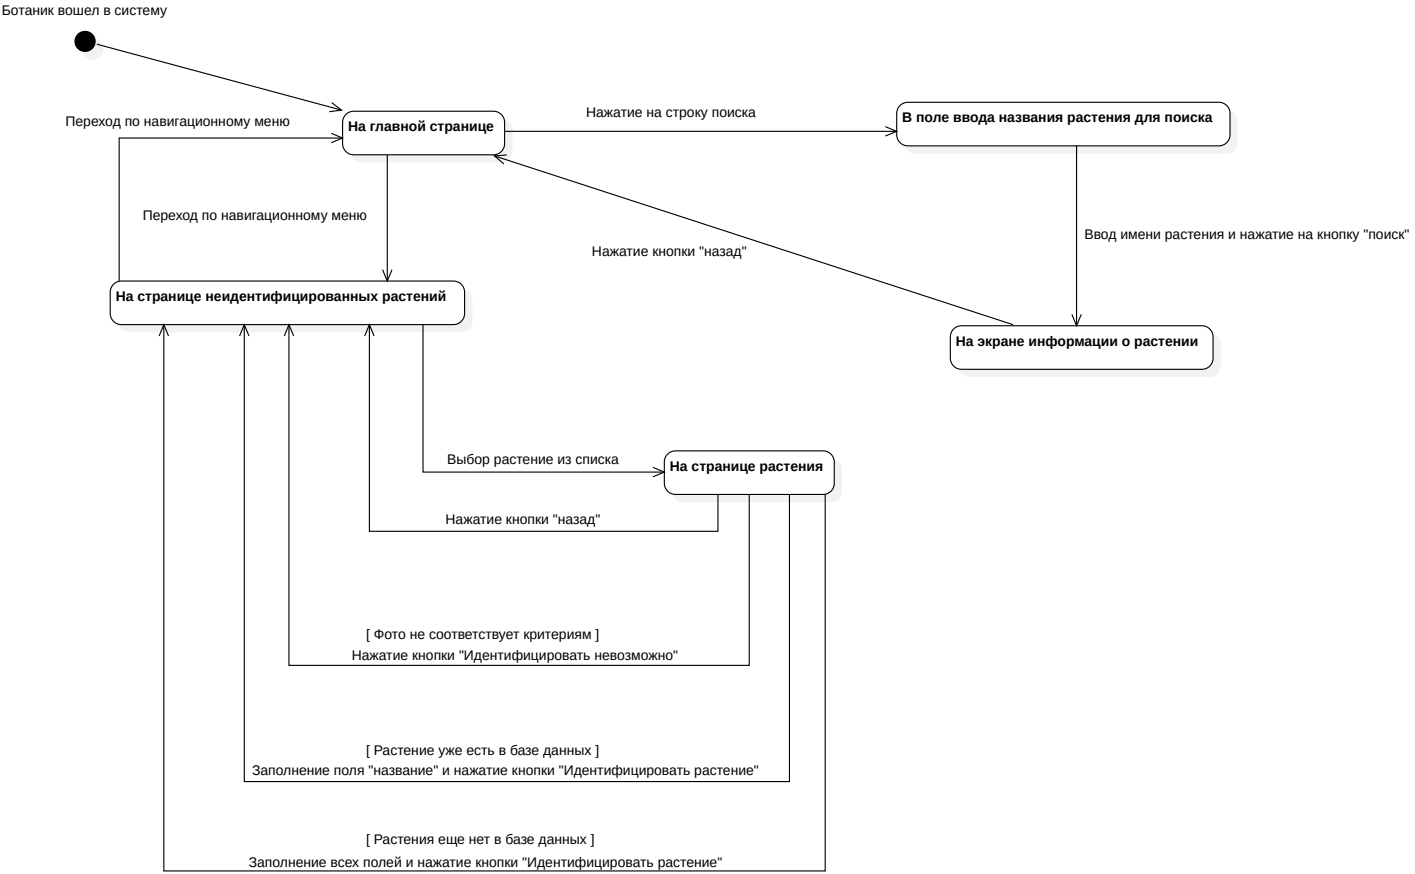 Ботаник вошел в систему
Переход по навигационному меню
На главной странице
Нажатие на строку поиска
В поле ввода названия растения для поиска
Переход по навигационному меню
Нажатие кнопки "назад"
Ввод имени растения и нажатие на кнопку "поиск"
На странице неидентифицированных растений
На экране информации о растении
Выбор растение из списка
На странице растения
Нажатие кнопки "назад"
[ Фото не соответствует критериям ]
Нажатие кнопки "Идентифицировать невозможно"
[ Растение уже есть в базе данных ]
Заполнение поля "название" и нажатие кнопки "Идентифицировать растение"
[ Растения еще нет в базе данных ]
Заполнение всех полей и нажатие кнопки "Идентифицировать растение"